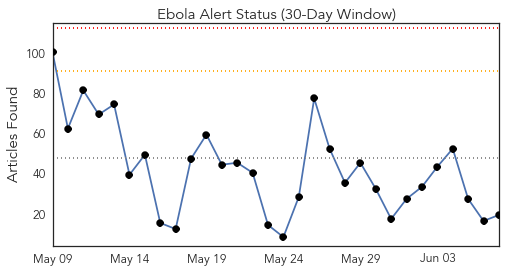 Ebola Alert Status (30-Day Window)
Articles Found
100
80
60
40
20
May 09 May 14 May 19 May 24 May 29 Jun 03